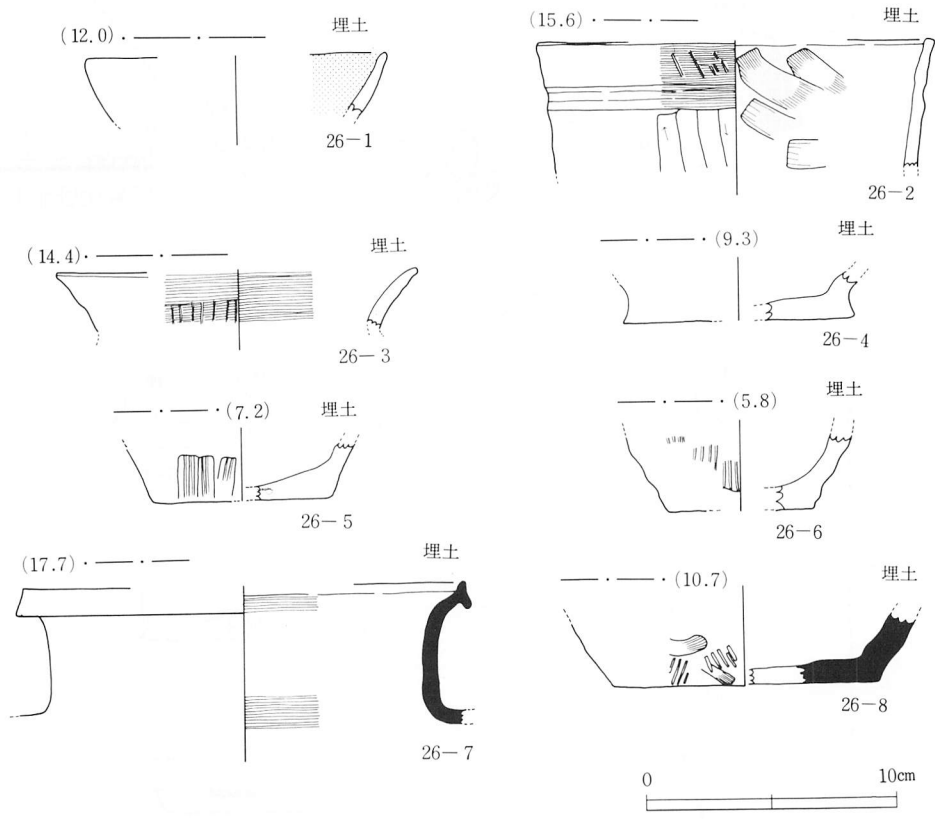 (12.0)・—・— 埋土
26-1
(15.6)・—・— 埋土
26-2
(14.4)・—・— 埋土
26-3
—・—・(9.3) 埋土
26-4
—・—・(7.2) 埋土
26-5
—・—・(5.8) 埋土
26-6
(17.7)—・— 埋土
26-7
—・—・(10.7) 埋土
26-8
0 10cm